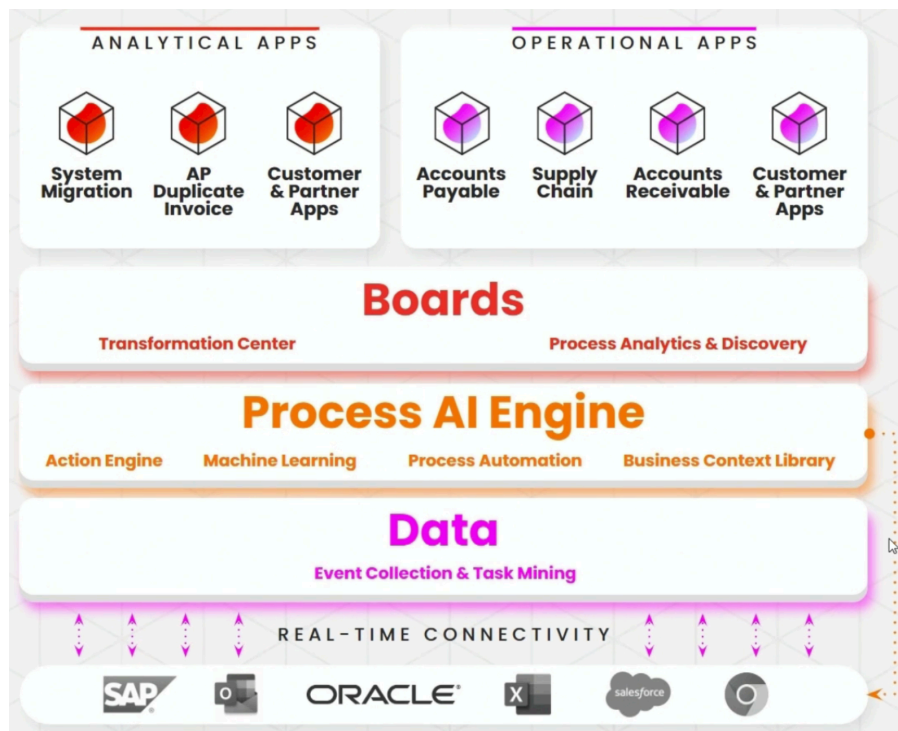 ANALYTICAL APPS
OPERATIONAL APPS
System
Migration
AP
Duplicate
Invoice
Customer
& Partner
Apps
Accounts
Payable
Supply
Chain
Accounts
Receivable
Customer
& Partner
Apps
Boards
Transformation Center
Process Analytics & Discovery
Process AI Engine
Action Engine
Machine Learning
Process Automation
Business Context Library
Data
Event Collection & Task Mining
REAL-TIME CONNECTIVITY
SAP
O
ORACLE
X
salesforce